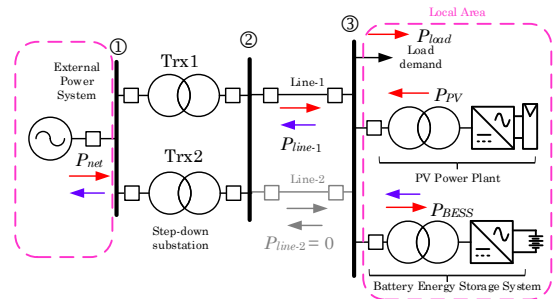 Local Area
①
②
③
External
Power
System
P_net
Trx1
Trx2
Step-down
substation
Line-1
P_line-1
Line-2
P_line-2 = 0
P_load
Load
demand
P_PV
PV Power Plant
P_BESS
Battery Energy Storage System